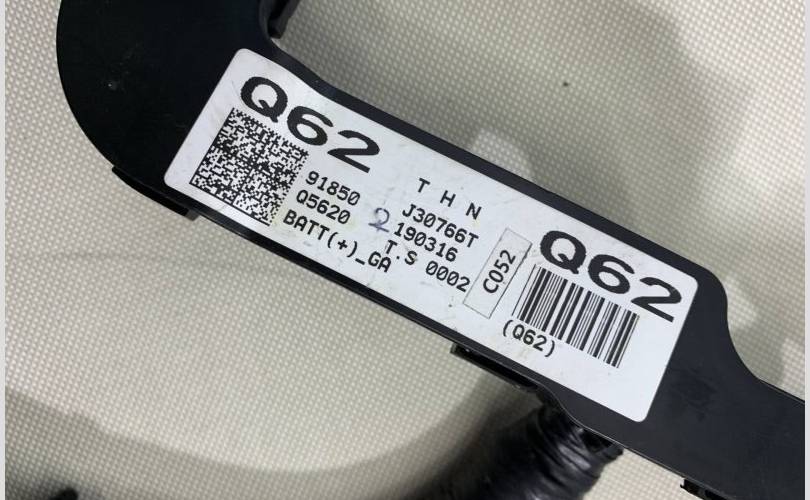 Q62
91850
Q5620
BATT(+)_GA
T H N
J30766T
2 190316
T.S 0002
C052
Q62
(Q62)